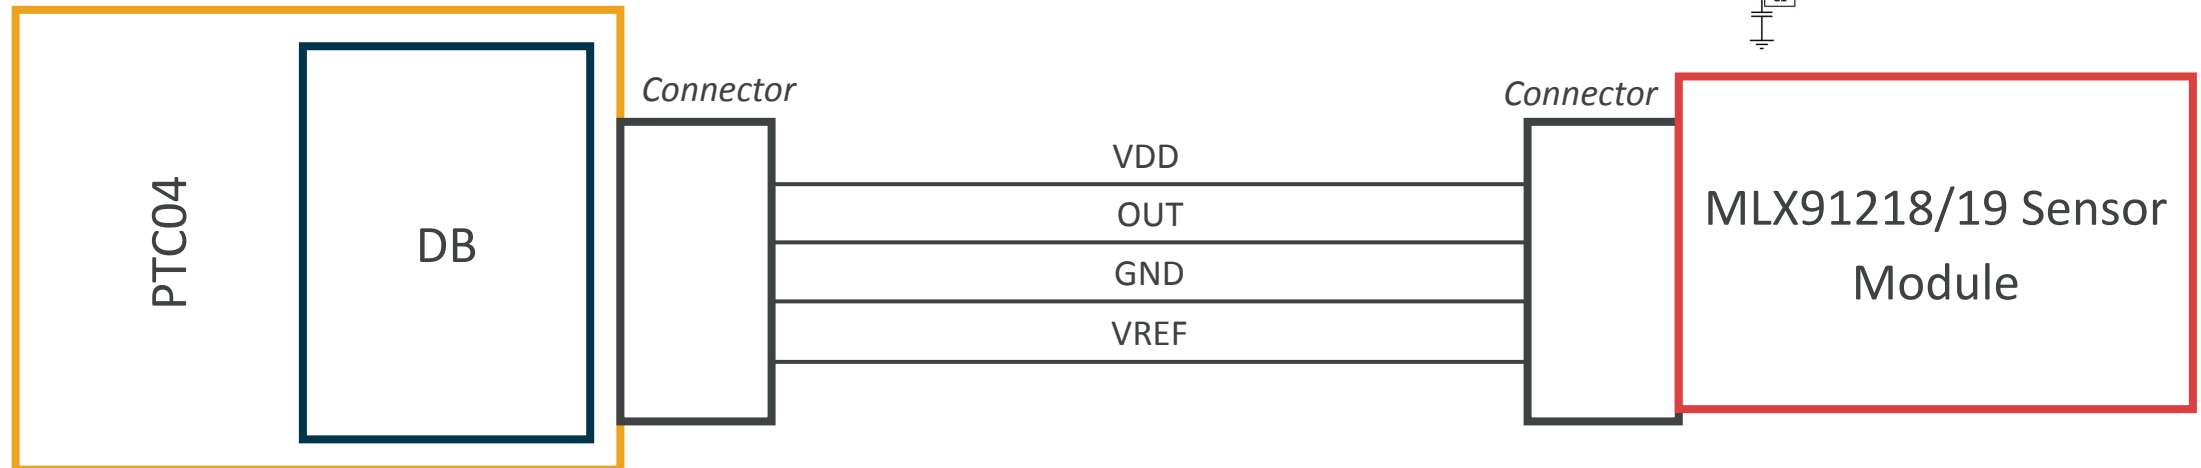 Connector
Connector
PTC04
DB
VDD
OUT
GND
VREF
MLX91218/19 Sensor
Module